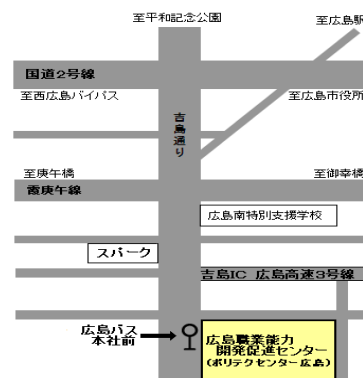 至平和記念公園
至広島駅
国道2号線
至西広島バイパス
至広島市役所
吉島通り
至庚午橋
至御幸橋
霞庚午線
広島南特別支援学校
スパーク
吉島IC 広島高速3号線
広島バス
本社前
広島職業能力
開発促進センター
(ポリテクセンター広島)